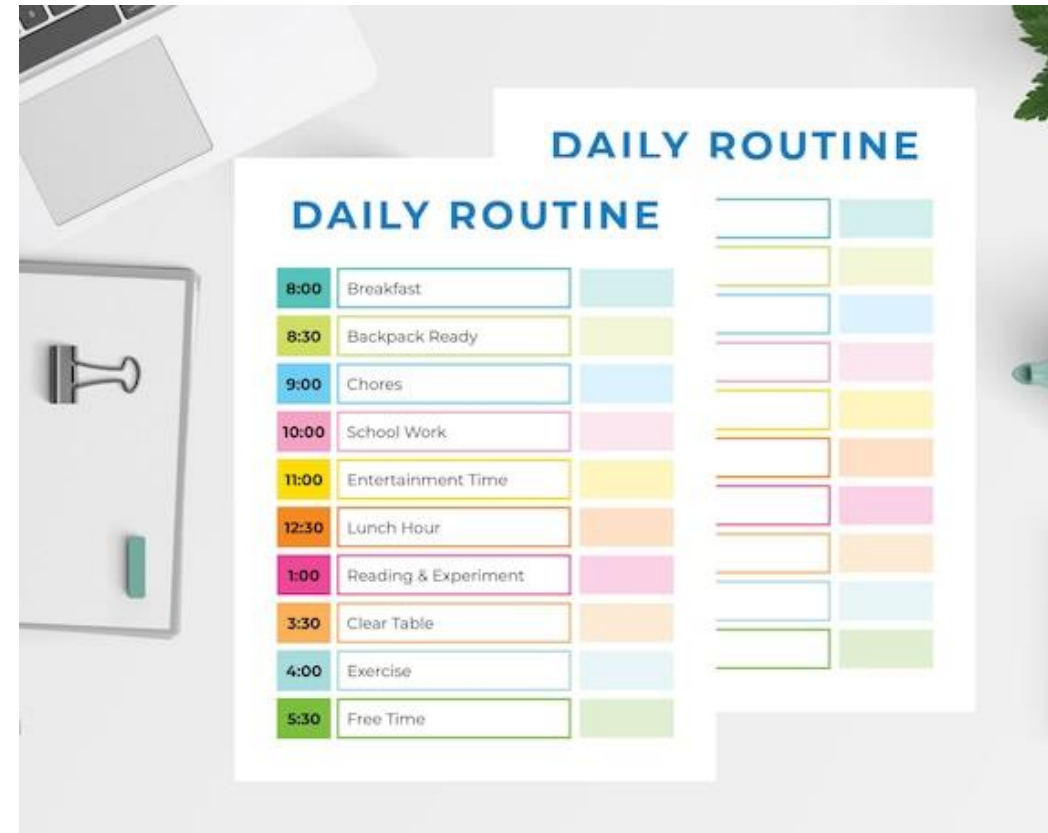 DAILY ROUTINE
DAILY ROUTINE
8:00 Breakfast
8:30 Backpack Ready
9:00 Chores
10:00 School Work
11:00 Entertainment Time
12:30 Lunch Hour
1:00 Reading & Experiment
3:30 Clear Table
4:00 Exercise
5:30 Free Time